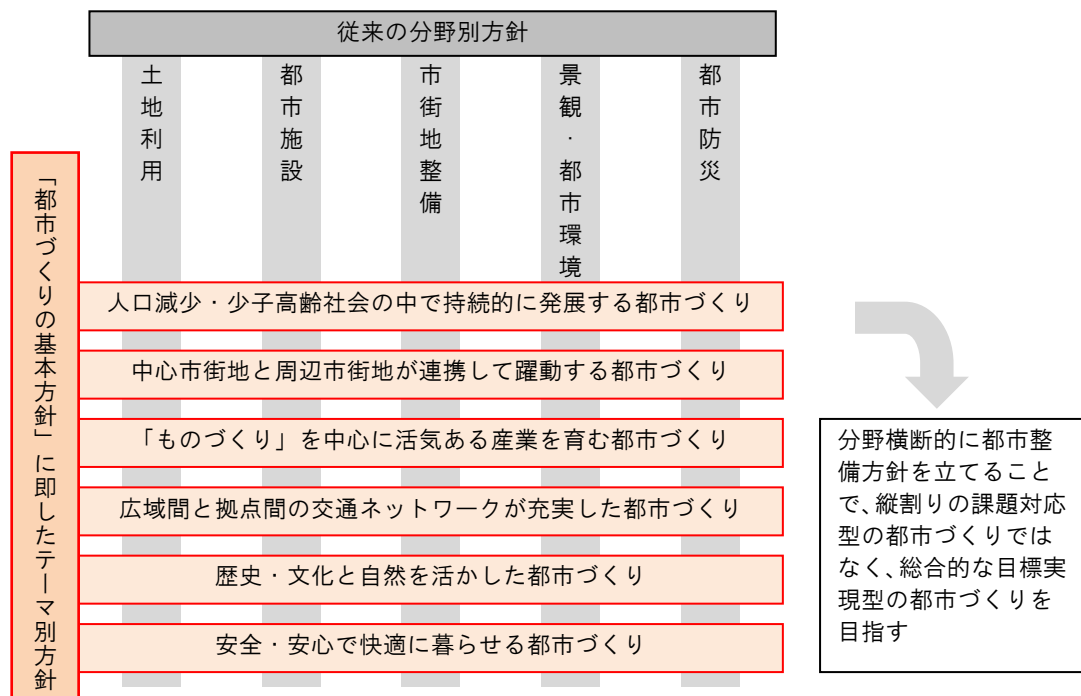 従来の分野別方針
土地利用
都市施設
市街地整備
景観・都市環境
都市防災
「都市づくりの基本方針」に即したテーマ別方針
人口減少・少子高齢社会の中で持続的に発展する都市づくり
中心市街地と周辺市街地が連携して躍動する都市づくり
「ものづくり」を中心に活気ある産業を育む都市づくり
広域間と拠点間の交通ネットワークが充実した都市づくり
歴史・文化と自然を活かした都市づくり
安全・安心で快適に暮らせる都市づくり
分野横断的に都市整
備方針を立てること
で、縦割りの課題対応
型の都市づくりでは
なく、総合的な目標実
現型の都市づくりを
目指す